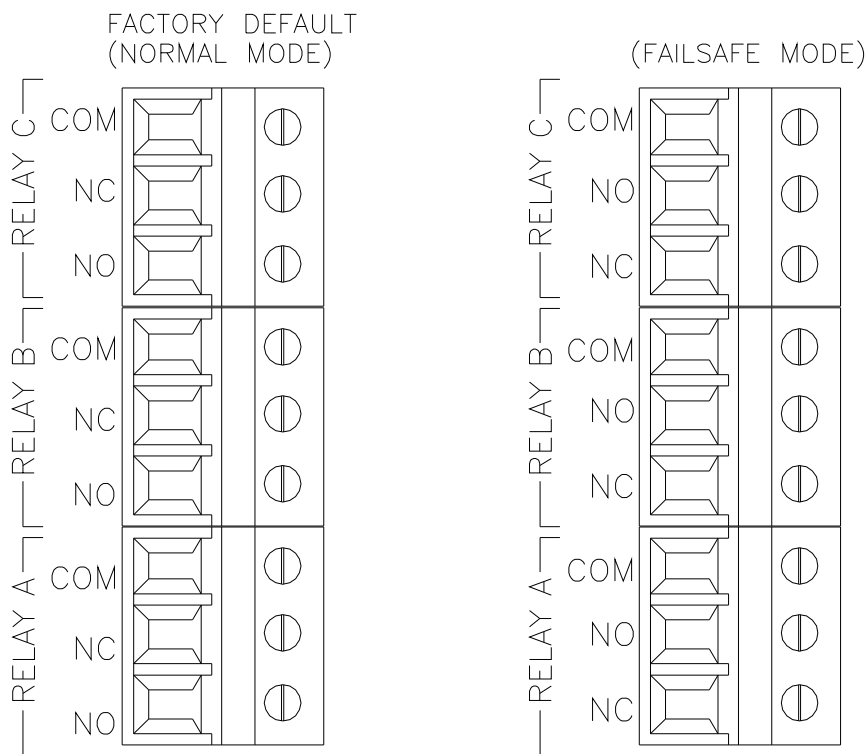 FACTORY DEFAULT
(NORMAL MODE)
RELAY C
COM
NC
NO
RELAY B
COM
NC
NO
RELAY A
COM
NC
NO
(FAILSAFE MODE)
RELAY C
COM
NO
NC
RELAY B
COM
NO
NC
RELAY A
COM
NO
NC